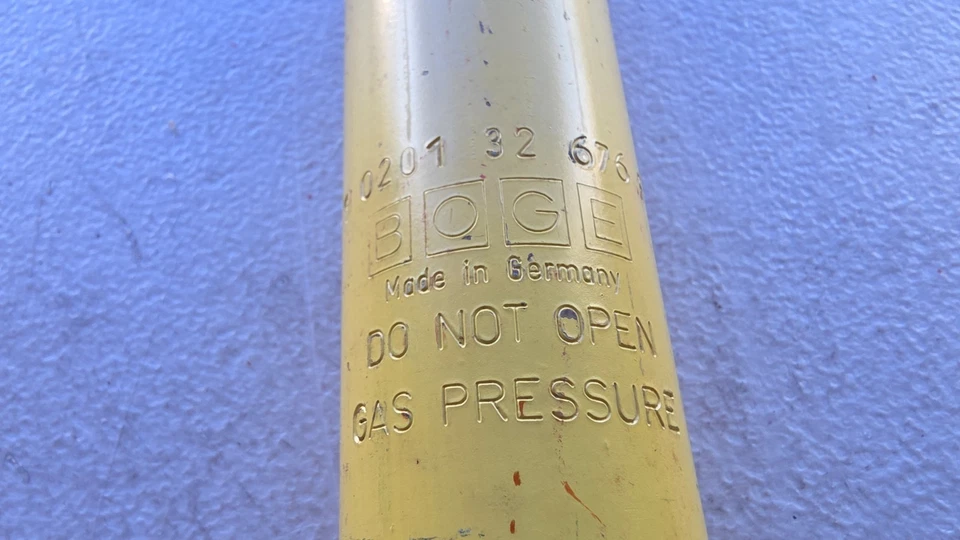 0201 32 676
BOGE
Made in Germany
DO NOT OPEN
GAS PRESSURE